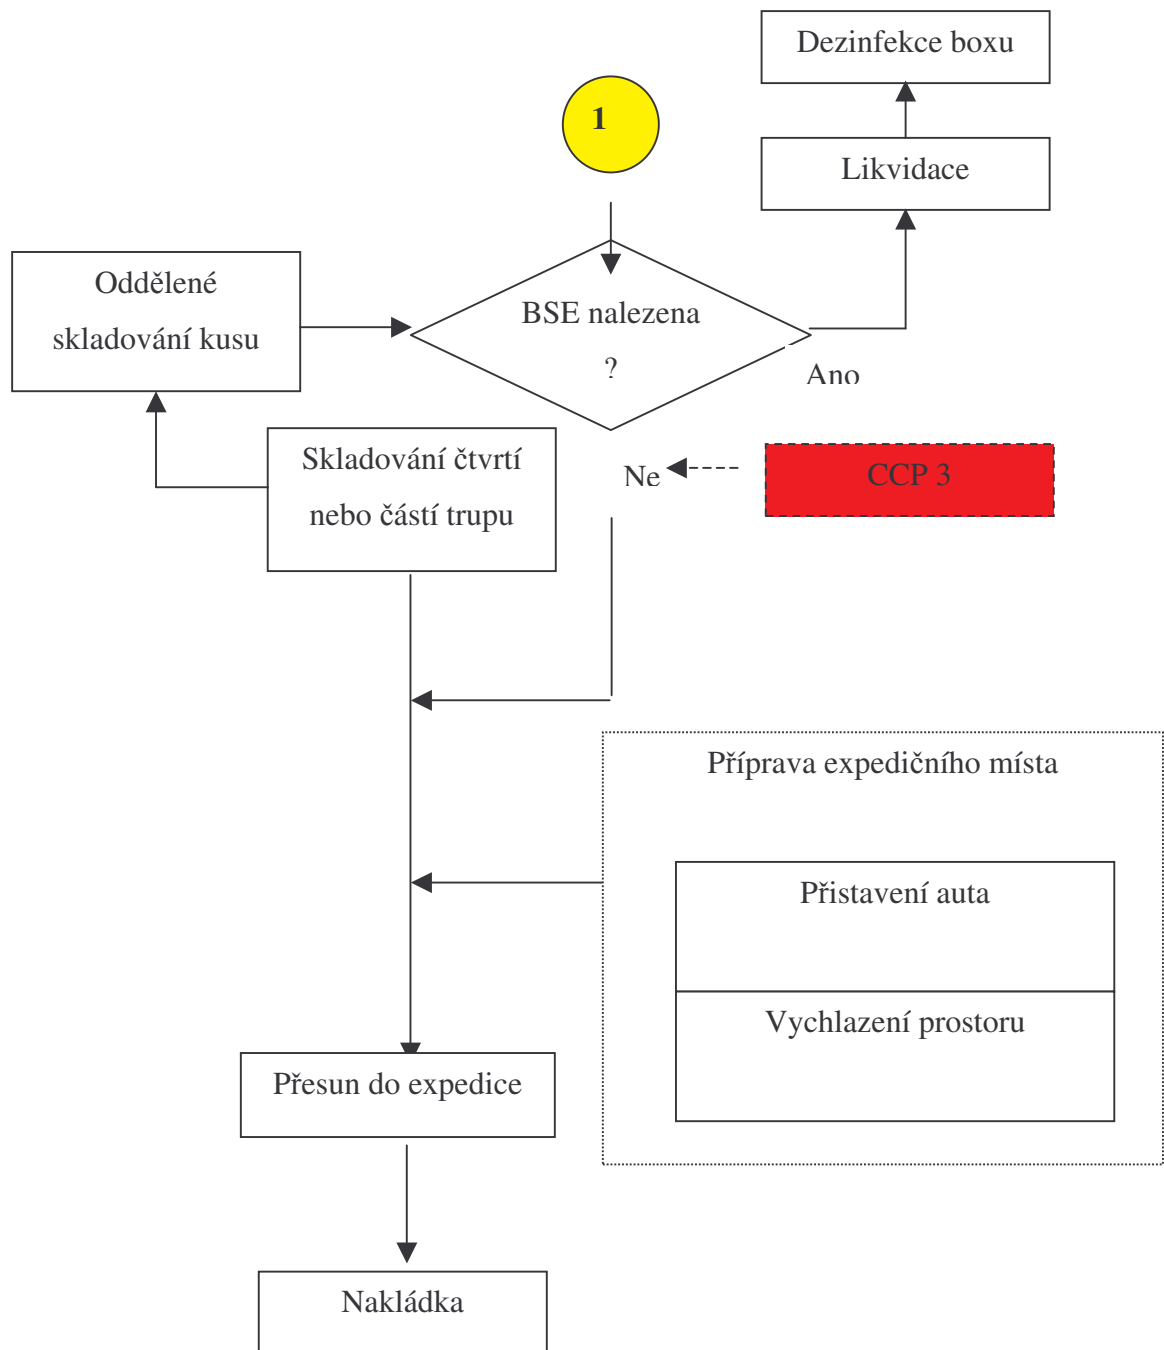 Dezinfekce boxu
1
Likvidace
Oddělené
skladování kusu
BSE nalezena
?
Ano
Skladování čtvrtí
nebo částí trupu
Ne
CCP 3
Příprava expedičního místa
Přistavení auta
Vychlazení prostoru
Přesun do expedice
Nakládka